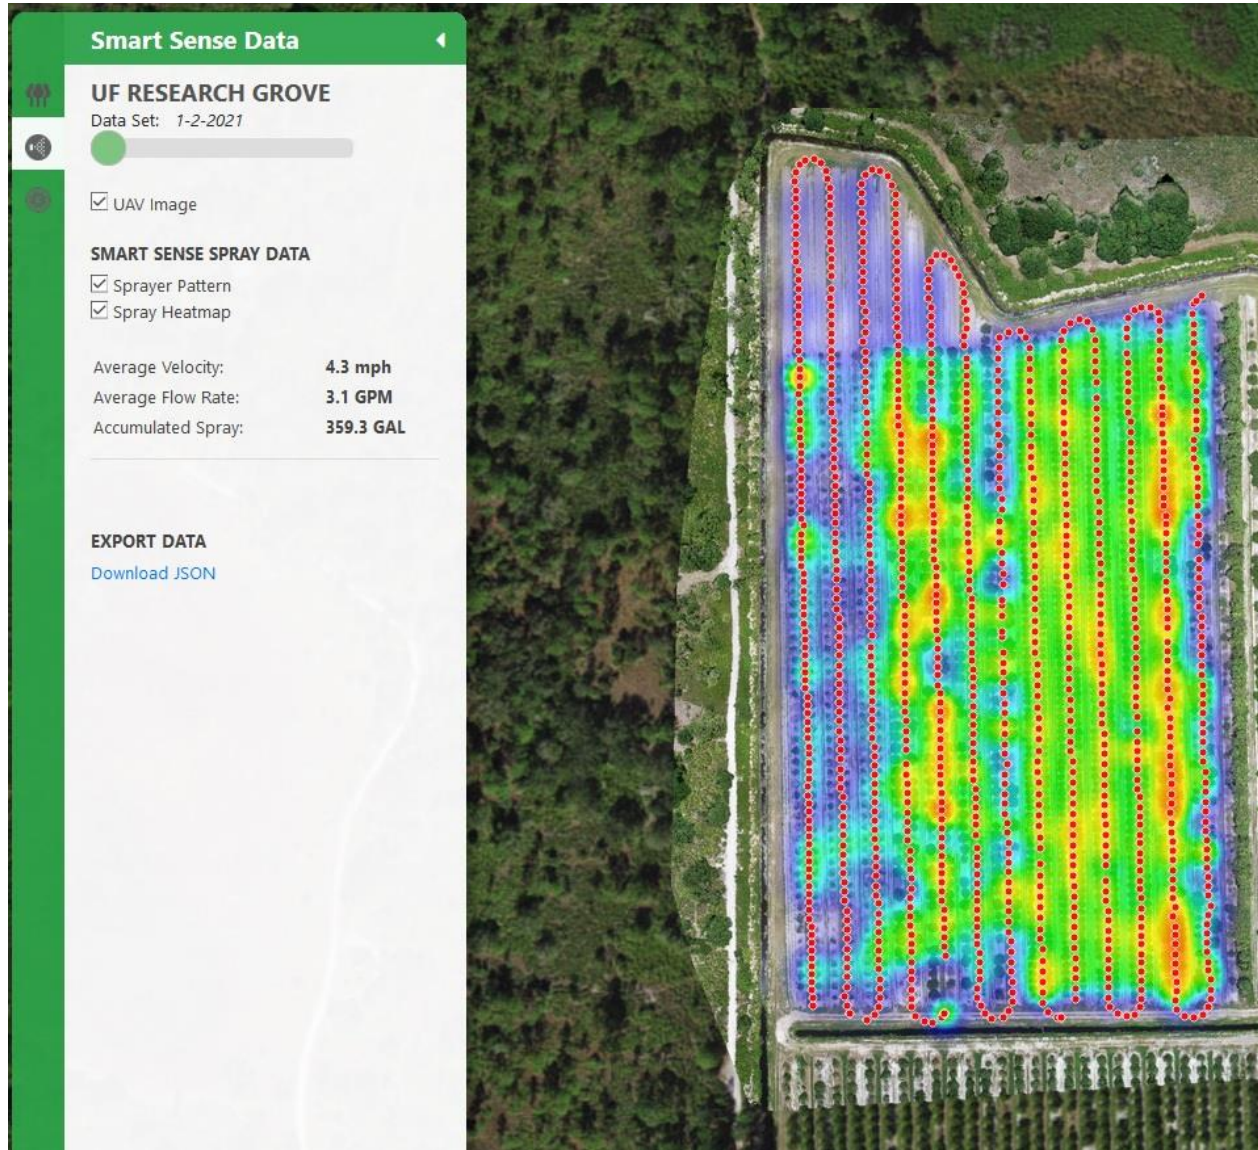 Smart Sense Data
UF RESEARCH GROVE
Data Set: 1-2-2021
UAV Image
SMART SENSE SPRAY DATA
Sprayer Pattern
Spray Heatmap
Average Velocity: 4.3 mph
Average Flow Rate: 3.1 GPM
Accumulated Spray: 359.3 GAL
EXPORT DATA
Download JSON